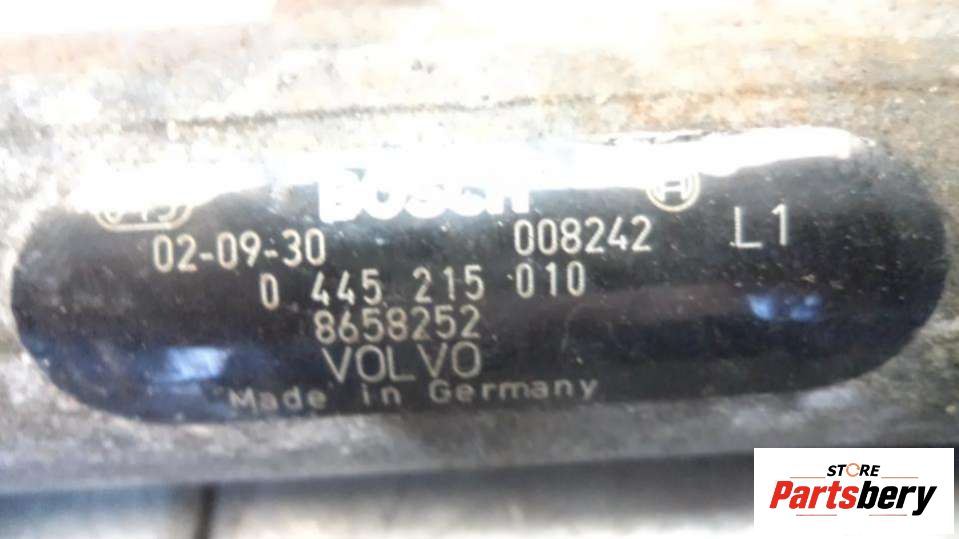 BOSCH
02-09-30 008242 L1
0 445 215 010
8658252
VOLVO
Made in Germany
STORE
Partsbery